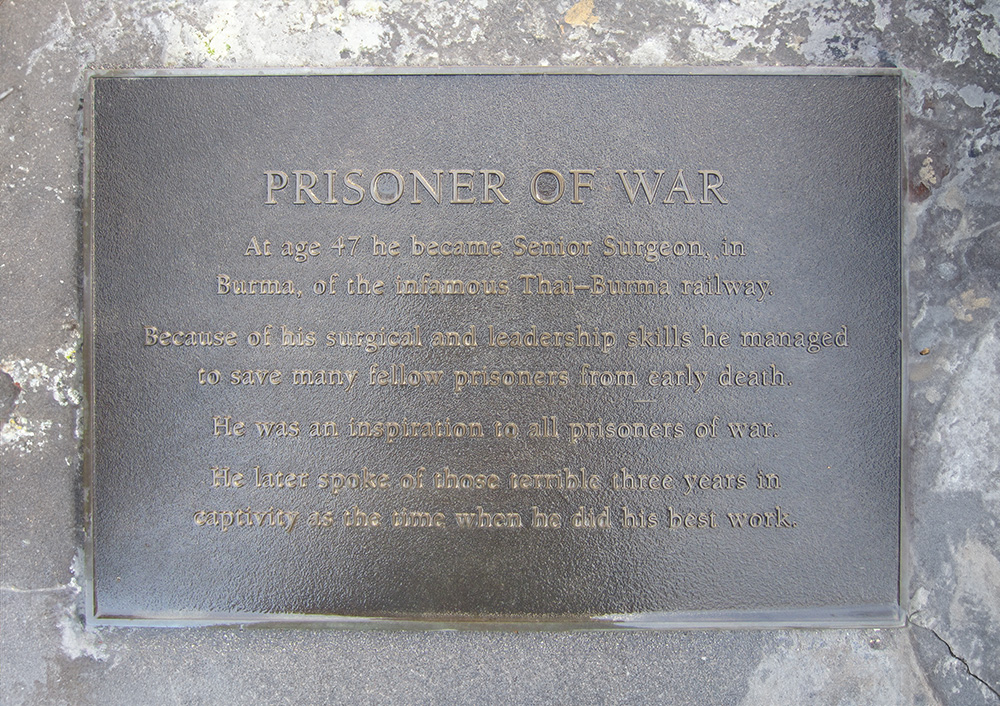 PRISONER OF WAR
At age 47 he became Senior Surgeon, in
Burma, of the infamous Thai–Burma railway.
Because of his surgical and leadership skills he managed
to save many fellow prisoners from early death.
He was an inspiration to all prisoners of war.
He later spoke of those terrible three years in
captivity as the time when he did his best work.